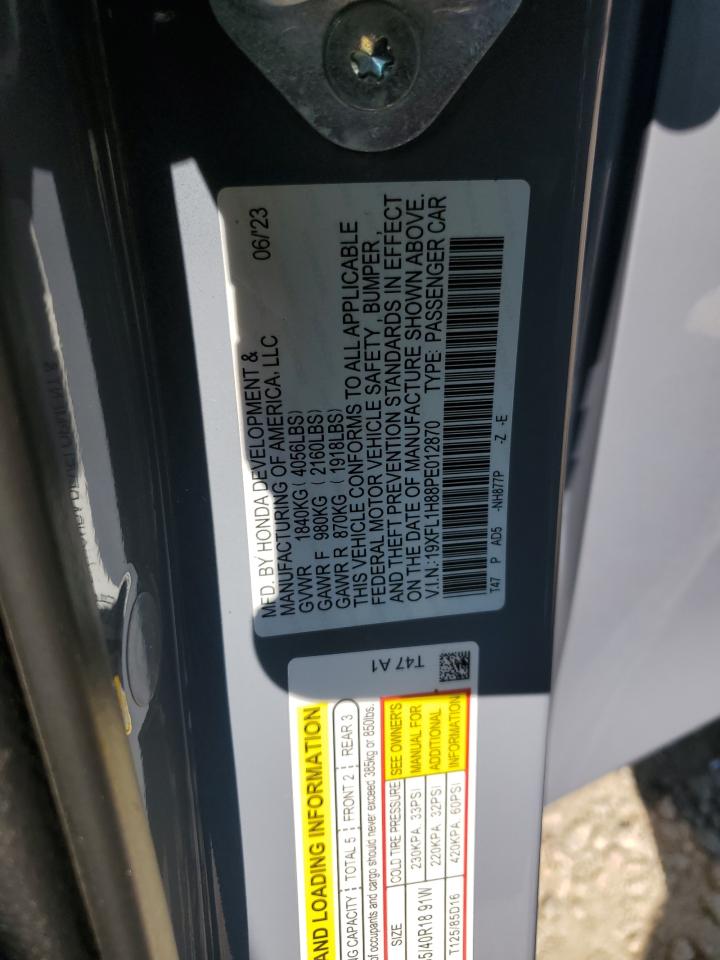 MFD. BY HONDA DEVELOPMENT & 06/'23
MANUFACTURING OF AMERICA, LLC
GVWR 1840KG (4056LBS)
GAWR F 980KG (2160LBS)
GAWR R 870KG (1918LBS)
THIS VEHICLE CONFORMS TO ALL APPLICABLE
FEDERAL MOTOR VEHICLE SAFETY, BUMPER,
AND THEFT PREVENTION STANDARDS IN EFFECT
ON THE DATE OF MANUFACTURE SHOWN ABOVE.
V.I.N.:19XFL1H88PE012870 TYPE: PASSENGER CAR
T47 P AD5 -NH877P -Z -E
T47 A1
AND LOADING INFORMATION
CAPACITY TOTAL 5 FRONT 2 REAR 3
of occupants and cargo should never exceed 385kg or 850lbs.
SIZE COLD TIRE PRESSURE SEE OWNER'S
230KPA, 33PSI MANUAL FOR
5/40R18 91W 220KPA, 32PSI ADDITIONAL
T125/85D16 420KPA, 60PSI INFORMATION